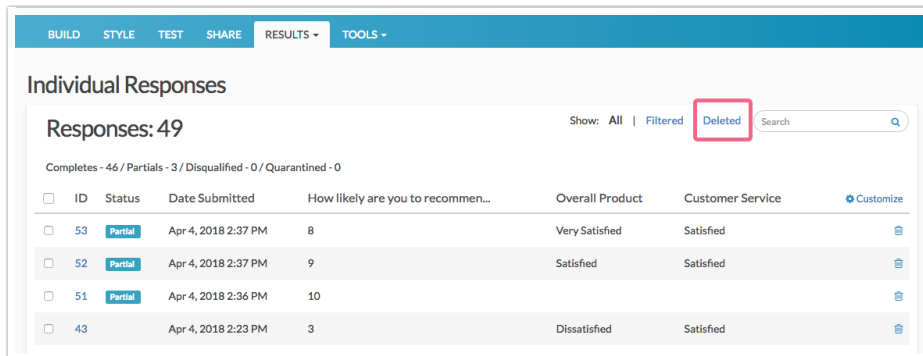 BUILD STYLE TEST SHARE RESULTS TOOLS
Individual Responses
Responses: 49
Show: All | Filtered Deleted Search
Completes - 46 / Partials - 3 / Disqualified - 0 / Quarantined - 0
ID Status Date Submitted How likely are you to recommen... Overall Product Customer Service Customize
53 Partial Apr 4, 2018 2:37 PM 8 Very Satisfied Satisfied
52 Partial Apr 4, 2018 2:37 PM 9 Satisfied Satisfied
51 Partial Apr 4, 2018 2:36 PM 10
43 Apr 4, 2018 2:23 PM 3 Dissatisfied Satisfied